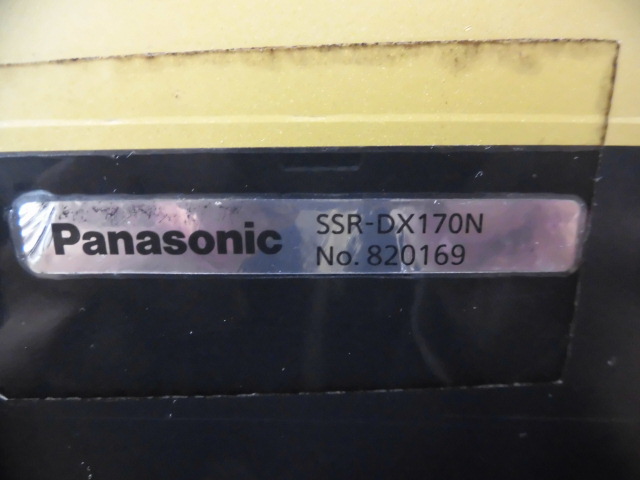 Panasonic
SSR-DX170N
No. 820169